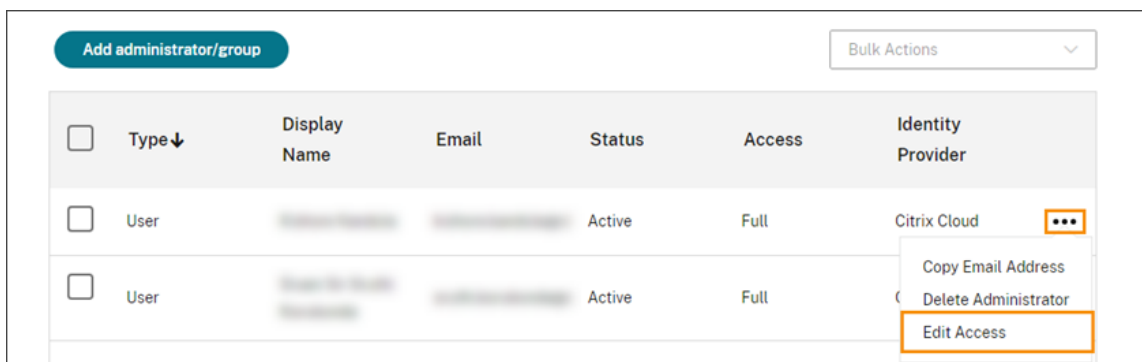 Add administrator/group
Bulk Actions
Type↓ Display Name Email Status Access Identity Provider
User Active Full Citrix Cloud •••
Copy Email Address
User Active Full
Delete Administrator
Edit Access